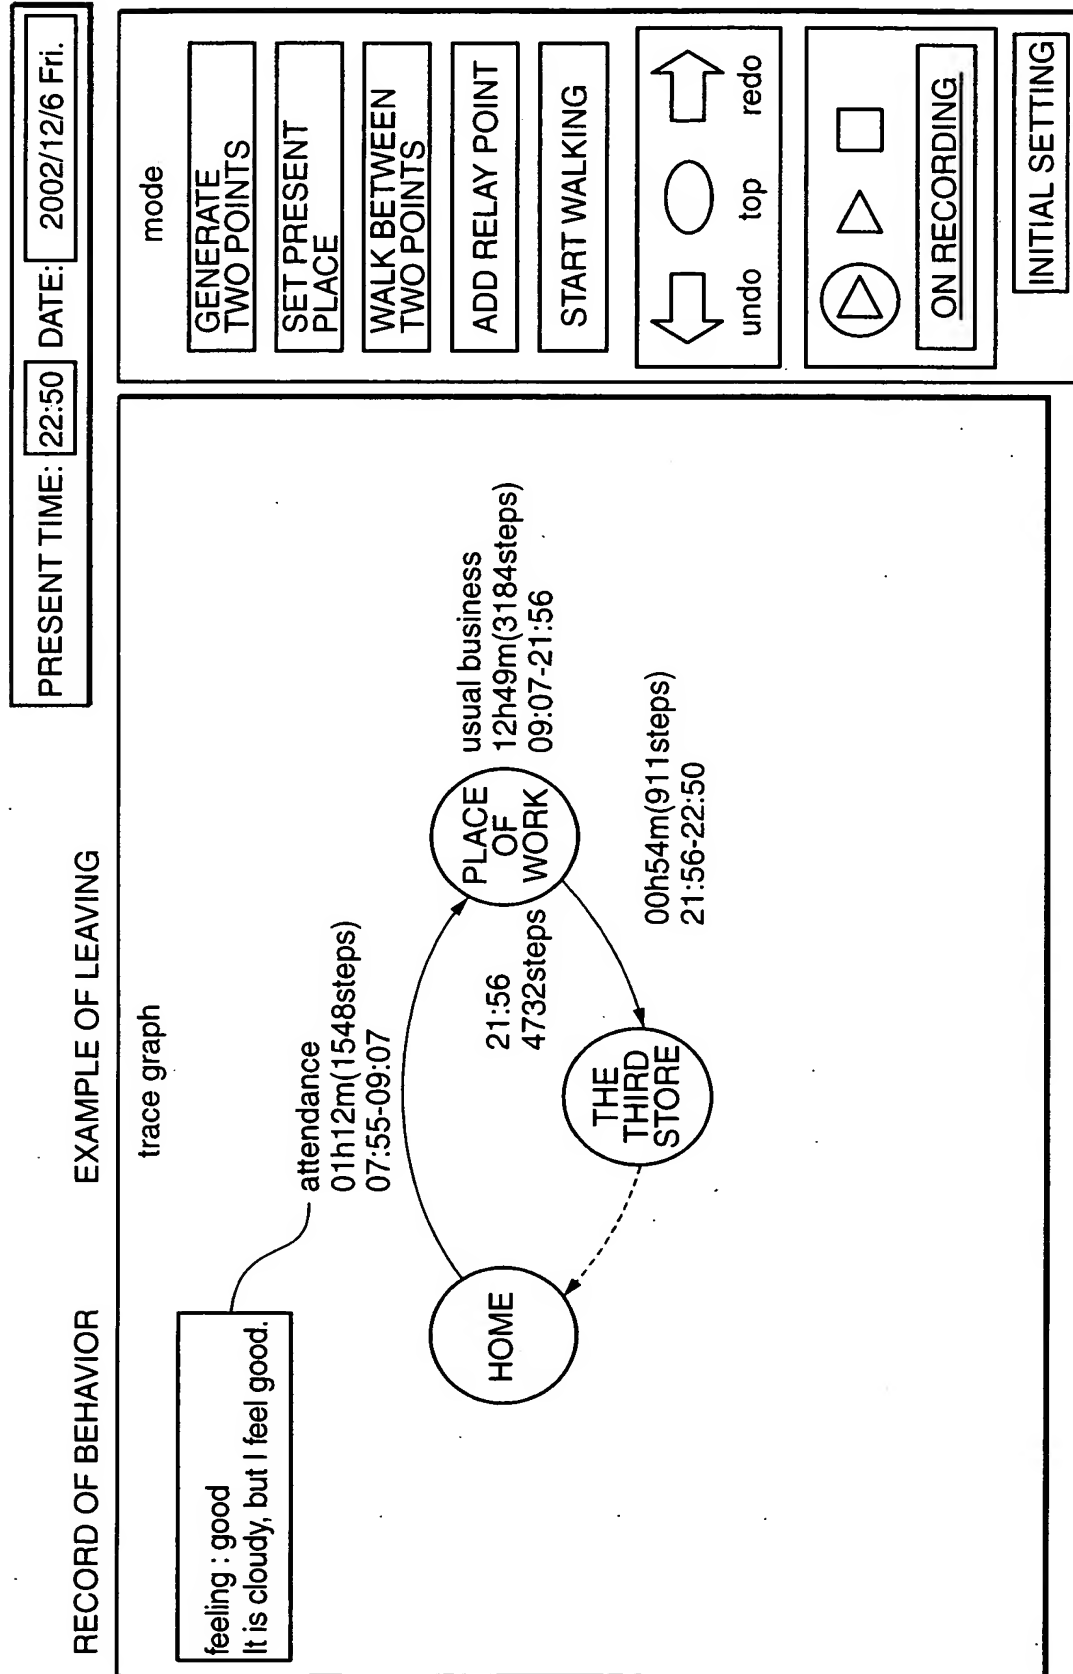 RECORD OF BEHAVIOR
EXAMPLE OF LEAVING
PRESENT TIME: 22:50 DATE: 2002/12/6 Fri.
trace graph
feeling : good
It is cloudy, but I feel good.
attendance
01h12m(1548steps)
07:55-09:07
HOME
PLACE
OF
WORK
usual business
12h49m(3184steps)
09:07-21:56
21:56
4732steps
THE
THIRD
STORE
00h54m(911steps)
21:56-22:50
mode
GENERATE
TWO POINTS
SET PRESENT
PLACE
WALK BETWEEN
TWO POINTS
ADD RELAY POINT
START WALKING
undo top redo
ON RECORDING
INITIAL SETTING